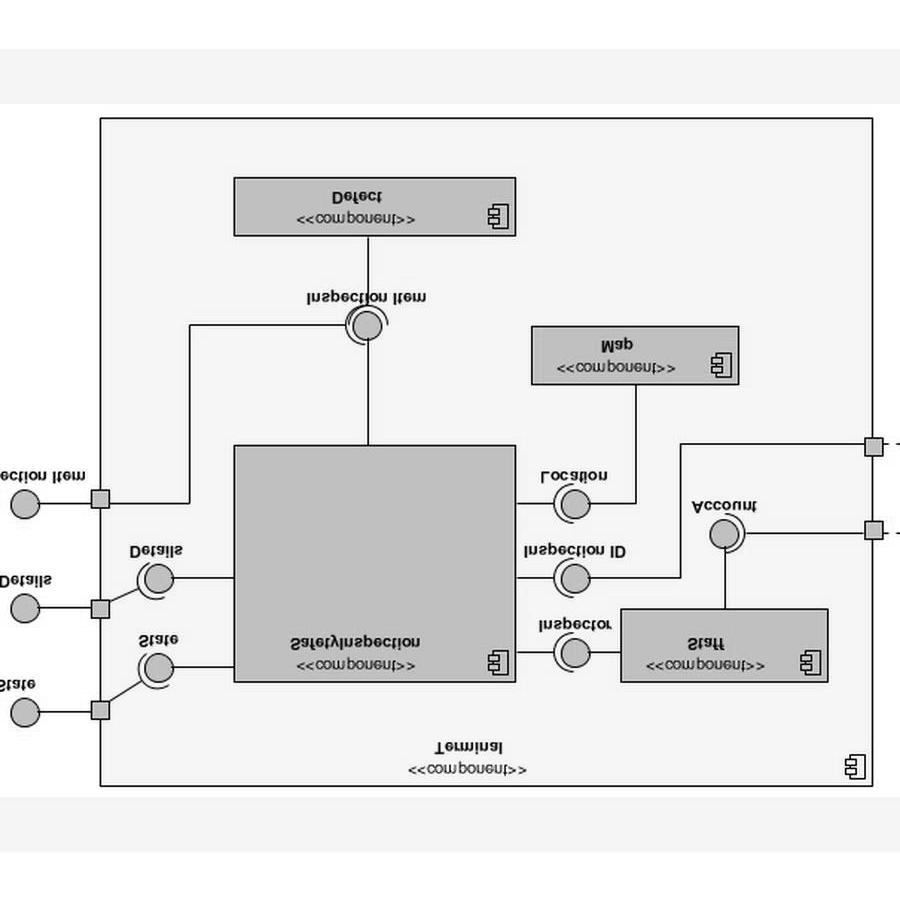 <<component>>
Terminal
State
State
<<component>>
SafetyInspection
<<component>>
Staff
Inspector
Details
Details
Inspection ID
Account
ection Item
Location
<<component>>
Map
Inspection Item
<<component>>
Defect